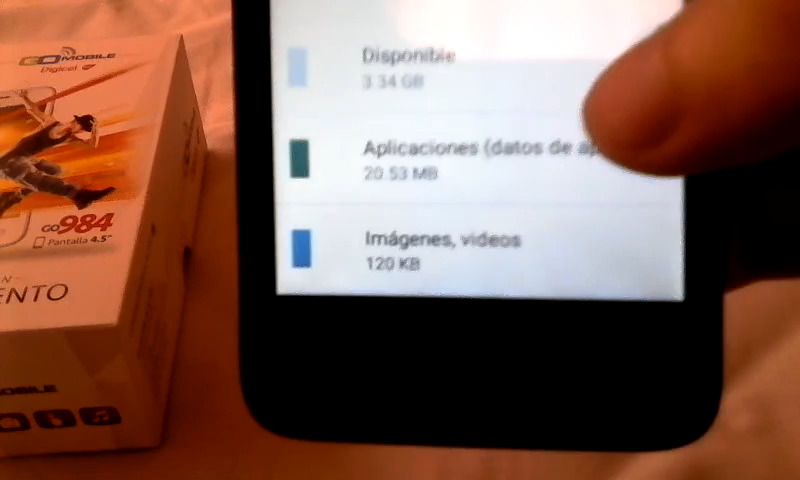 GOMOBILE
Digicel
GO984
Pantalla 4.5"
ENTO
OBILE
Disponible
3.34 GB
Aplicaciones (datos de ap
20.53 MB
Imágenes, videos
120 KB